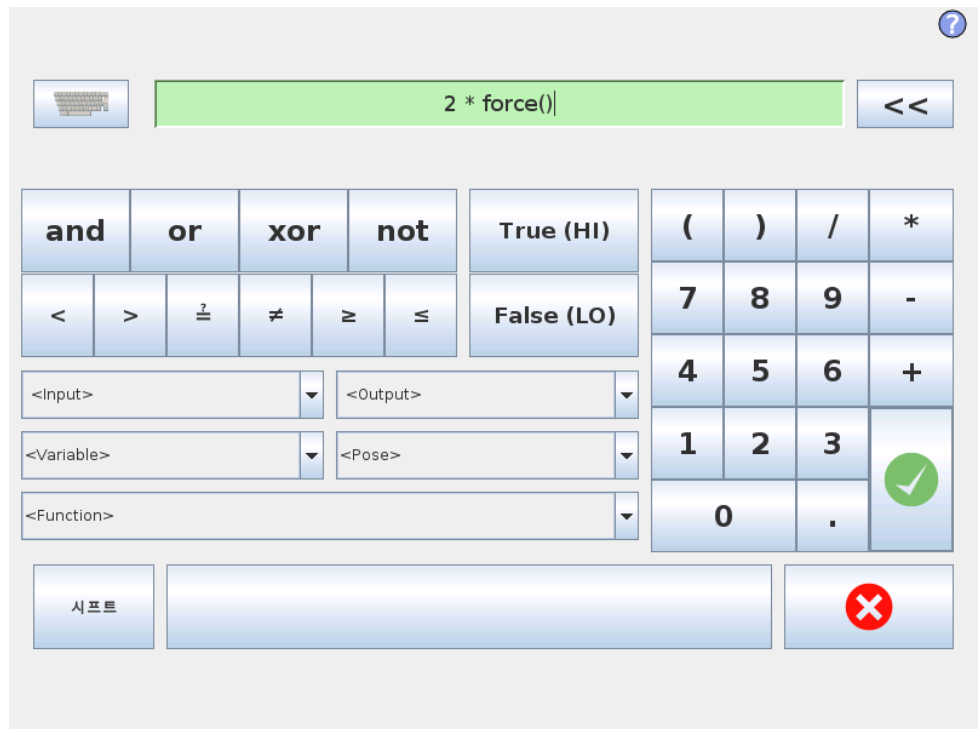 ?
2 * force()
<<
and or xor not True (HI) ( ) / *
< > ≟ ≠ ≥ ≤ False (LO) 7 8 9 -
<Input> <Output> 4 5 6 +
<Variable> <Pose> 1 2 3
<Function> 0 .
시프트